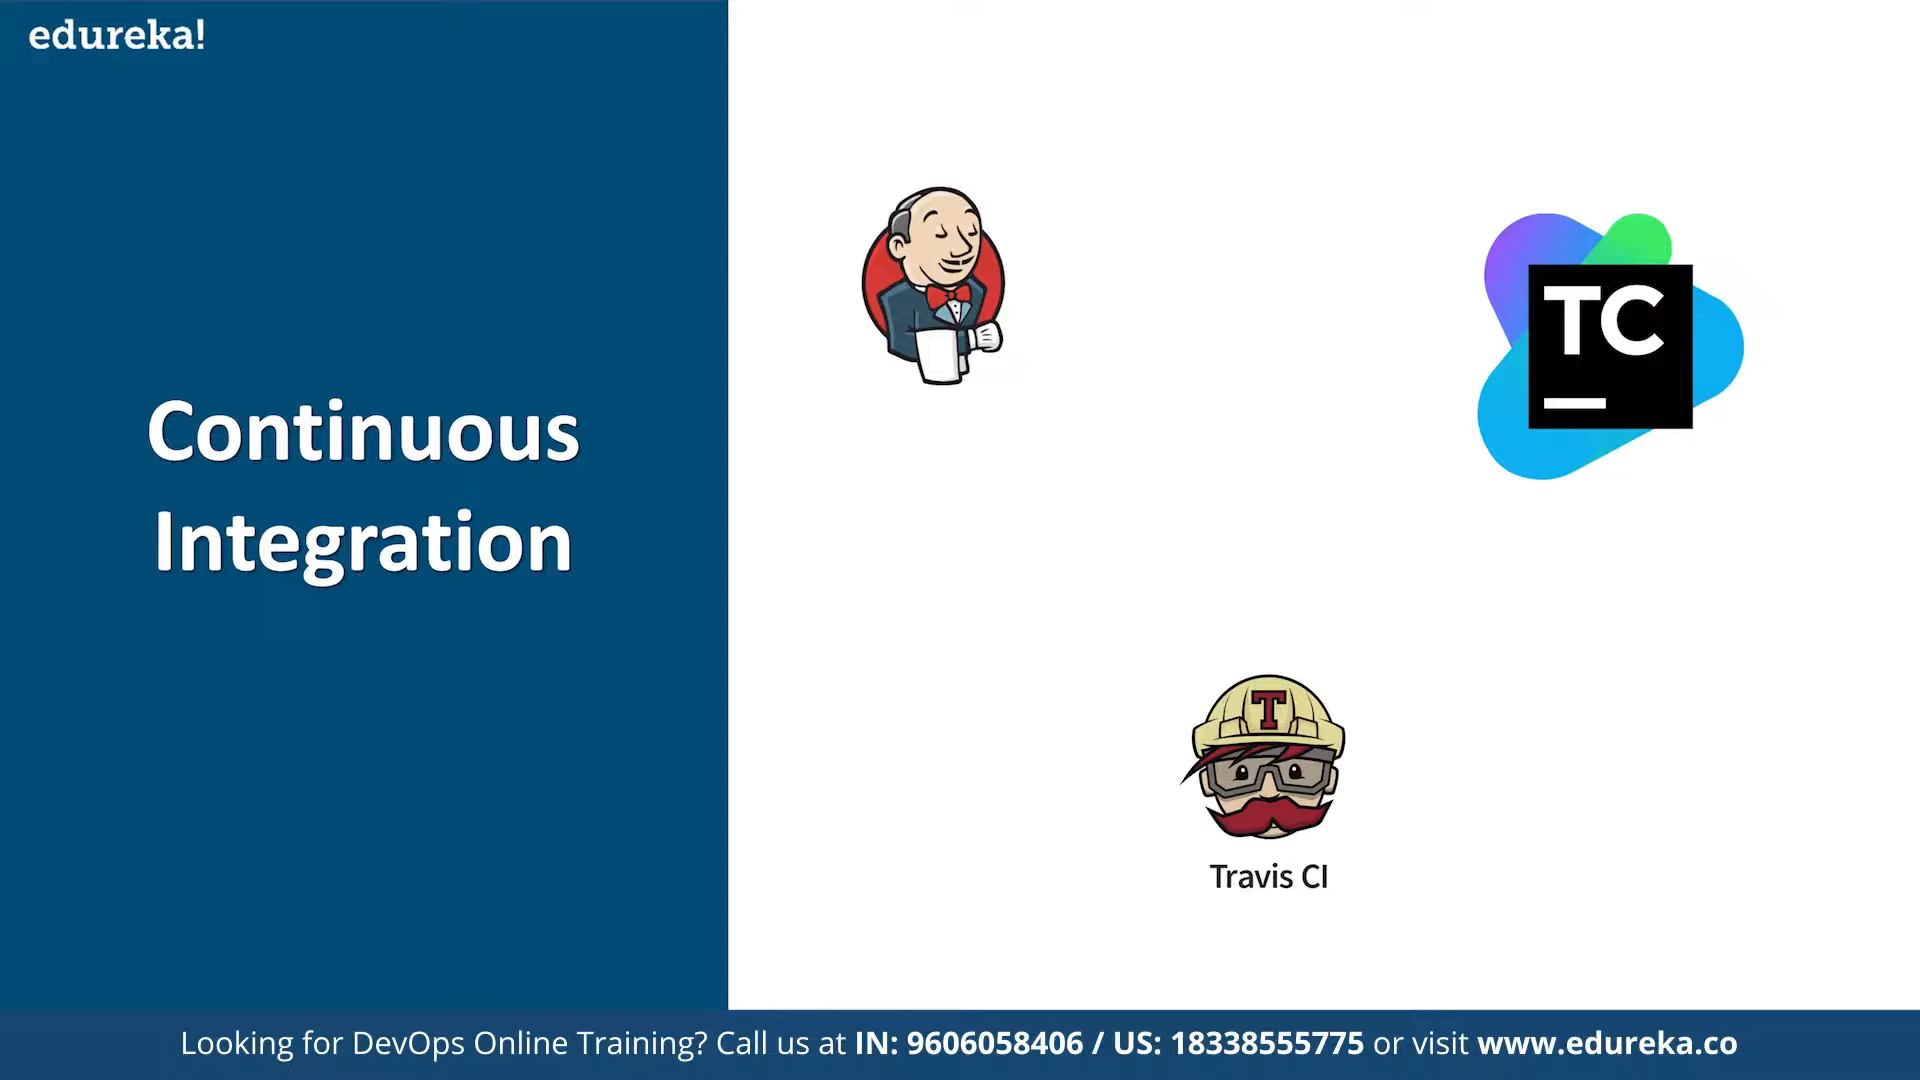 edureka!
Continuous
Integration
TC
T
Travis CI
Looking for DevOps Online Training? Call us at IN: 9606058406 / US: 18338555775 or visit www.edureka.co